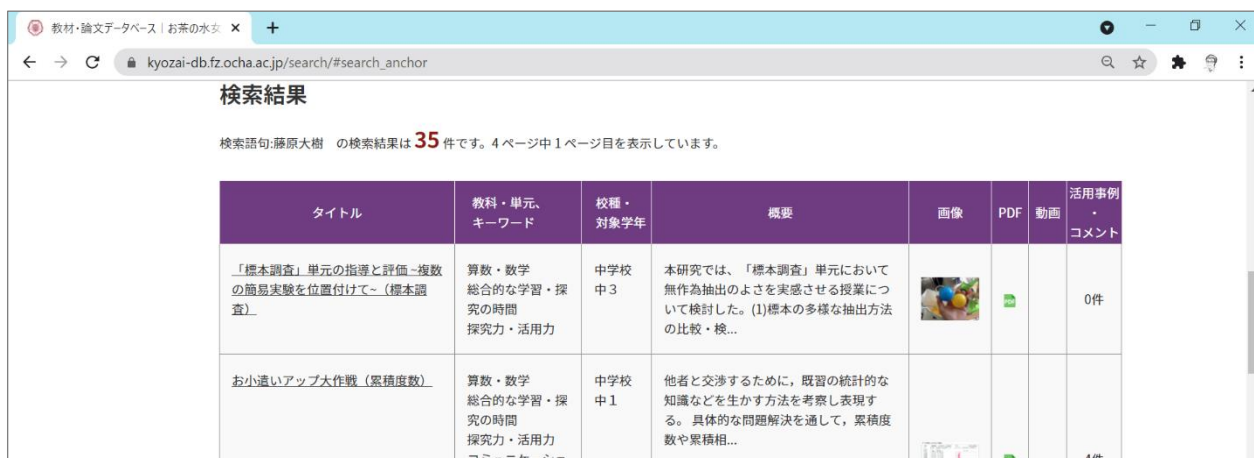 教材・論文データベース｜お茶の水女
kyozai-db.fz.ocha.ac.jp/search/#search_anchor
検索結果
検索語句:藤原大樹　の検索結果は 35 件です。4 ページ中 1 ページ目を表示しています。
タイトル
教科・単元、
キーワード
校種・
対象学年
概要
画像
PDF
動画
活用事例
・
コメント
「標本調査」単元の指導と評価 ~複数
の簡易実験を位置付けて~（標本調
査）
算数・数学
総合的な学習・探
究の時間
探究力・活用力
中学校
中３
本研究では、「標本調査」単元において
無作為抽出のよさを実感させる授業につ
いて検討した。(1)標本の多様な抽出方法
の比較・検...
0件
お小遣いアップ大作戦（累積度数）
算数・数学
総合的な学習・探
究の時間
探究力・活用力
中学校
中１
他者と交渉するために，既習の統計的な
知識などを生かす方法を考察し表現す
る。 具体的な問題解決を通して，累積度
数や累積相...